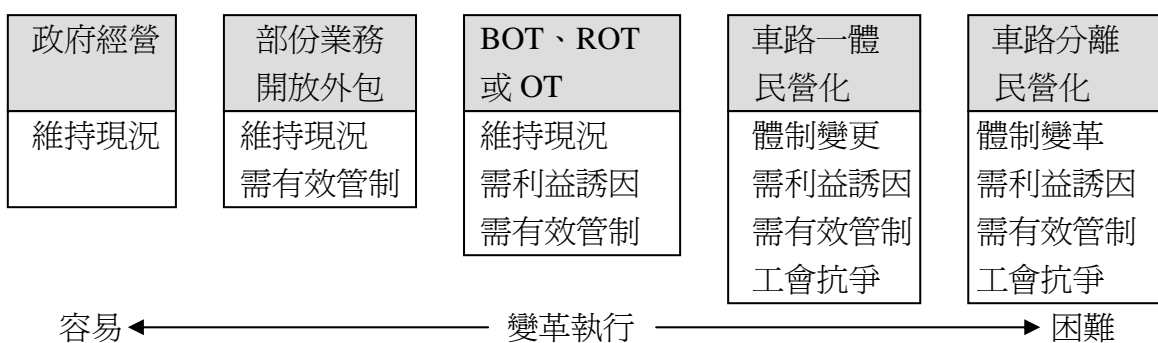 政府經營
維持現況
部份業務
開放外包
維持現況
需有效管制
BOT、ROT
或 OT
維持現況
需利益誘因
需有效管制
車路一體
民營化
體制變更
需利益誘因
需有效管制
工會抗爭
車路分離
民營化
體制變革
需利益誘因
需有效管制
工會抗爭
容易 變革執行 困難